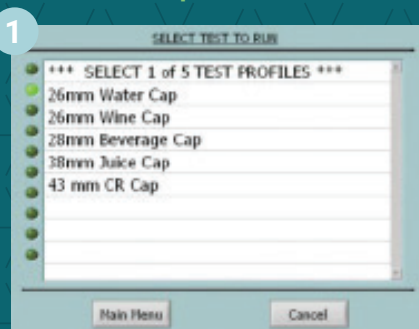 1
SELECT TEST TO RUN
*** SELECT 1 of 5 TEST PROFILES ***
26mm Water Cap
26mm Wine Cap
28mm Beverage Cap
38mm Juice Cap
43 mm CR Cap
Main Menu
Cancel